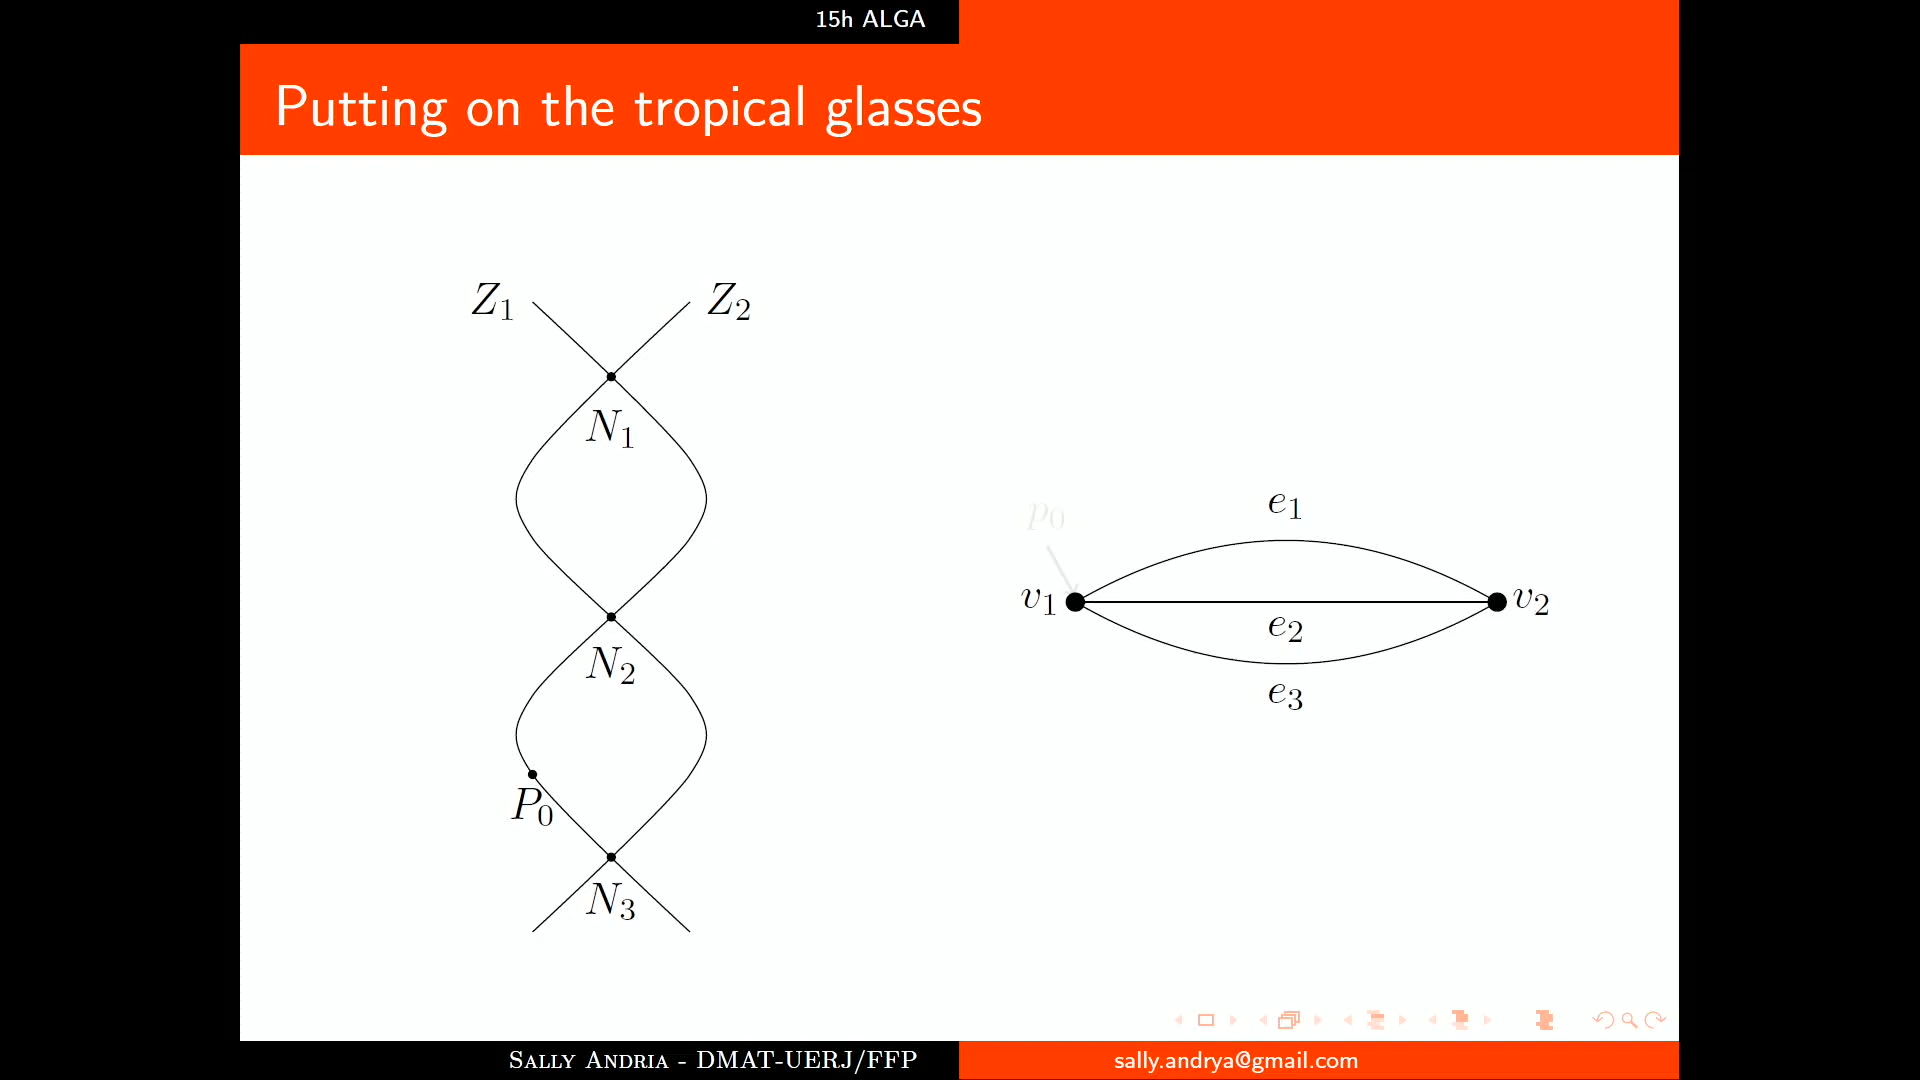 15h ALGA
Putting on the tropical glasses
Z1 Z2
N1
N2
P0
N3
p0
e1
v1 v2
e2
e3
SALLY ANDRIA - DMAT-UERJ/FFP
sally.andrya@gmail.com